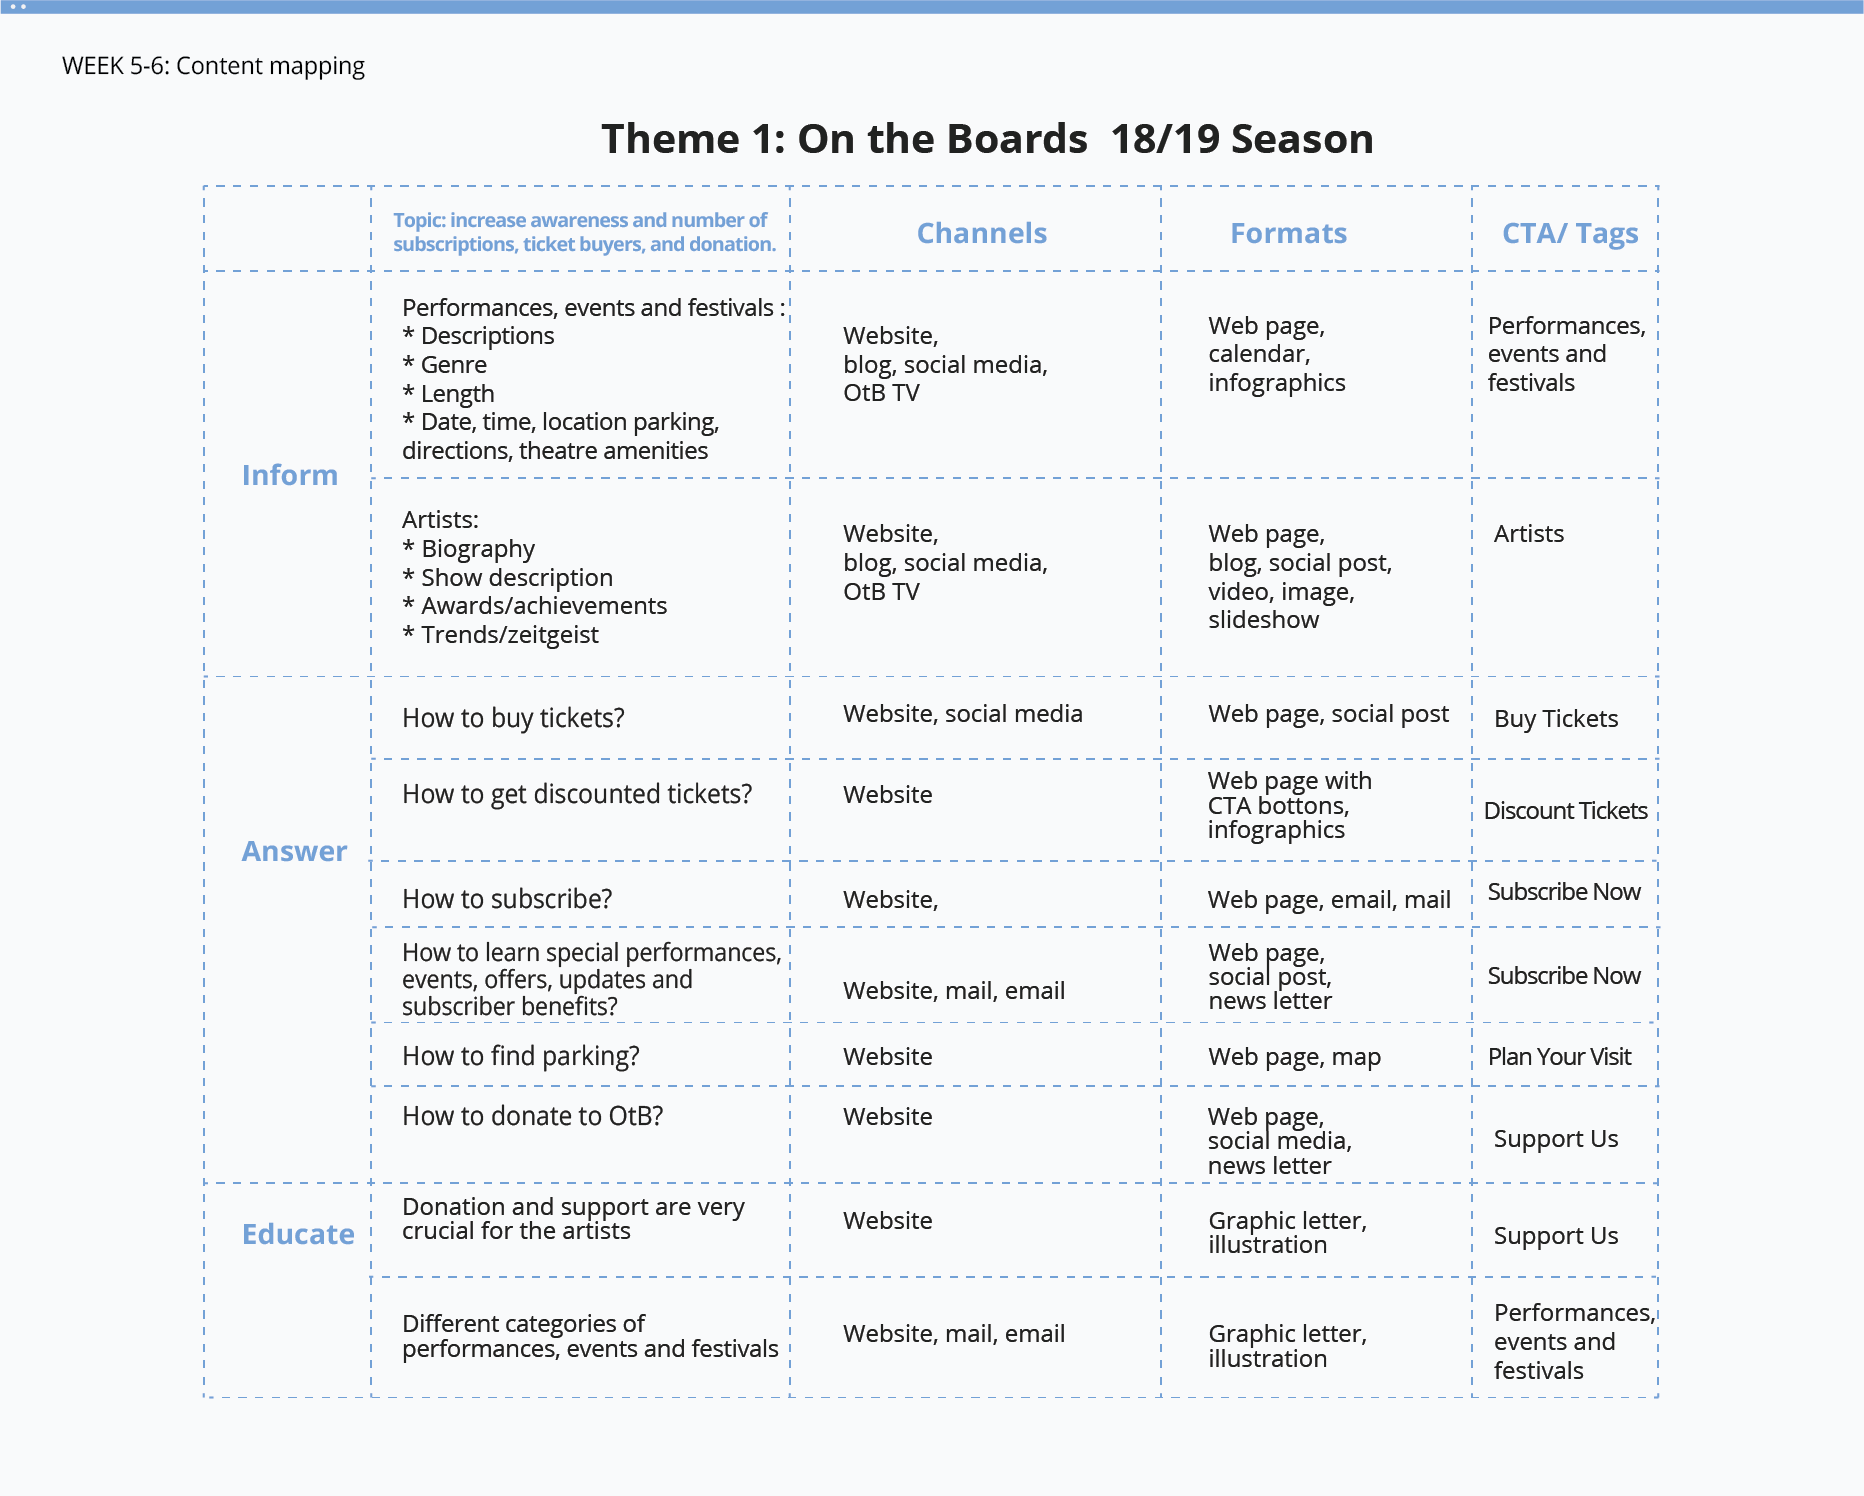 WEEK 5-6: Content mapping
Theme 1: On the Boards 18/19 Season
Topic: increase awareness and number of
subscriptions, ticket buyers, and donation.
Channels
Formats
CTA/ Tags
Inform
Performances, events and festivals :
* Descriptions
* Genre
* Length
* Date, time, location parking,
directions, theatre amenities
Website,
blog, social media,
OtB TV
Web page,
calendar,
infographics
Performances,
events and
festivals
Artists:
* Biography
* Show description
* Awards/achievements
* Trends/zeitgeist
Website,
blog, social media,
OtB TV
Web page,
blog, social post,
video, image,
slideshow
Artists
Answer
How to buy tickets?
Website, social media
Web page, social post
Buy Tickets
How to get discounted tickets?
Website
Web page with
CTA bottons,
infographics
Discount Tickets
How to subscribe?
Website,
Web page, email, mail
Subscribe Now
How to learn special performances,
events, offers, updates and
subscriber benefits?
Website, mail, email
Web page,
social post,
news letter
Subscribe Now
How to find parking?
Website
Web page, map
Plan Your Visit
How to donate to OtB?
Website
Web page,
social media,
news letter
Support Us
Educate
Donation and support are very
crucial for the artists
Website
Graphic letter,
illustration
Support Us
Different categories of
performances, events and festivals
Website, mail, email
Graphic letter,
illustration
Performances,
events and
festivals